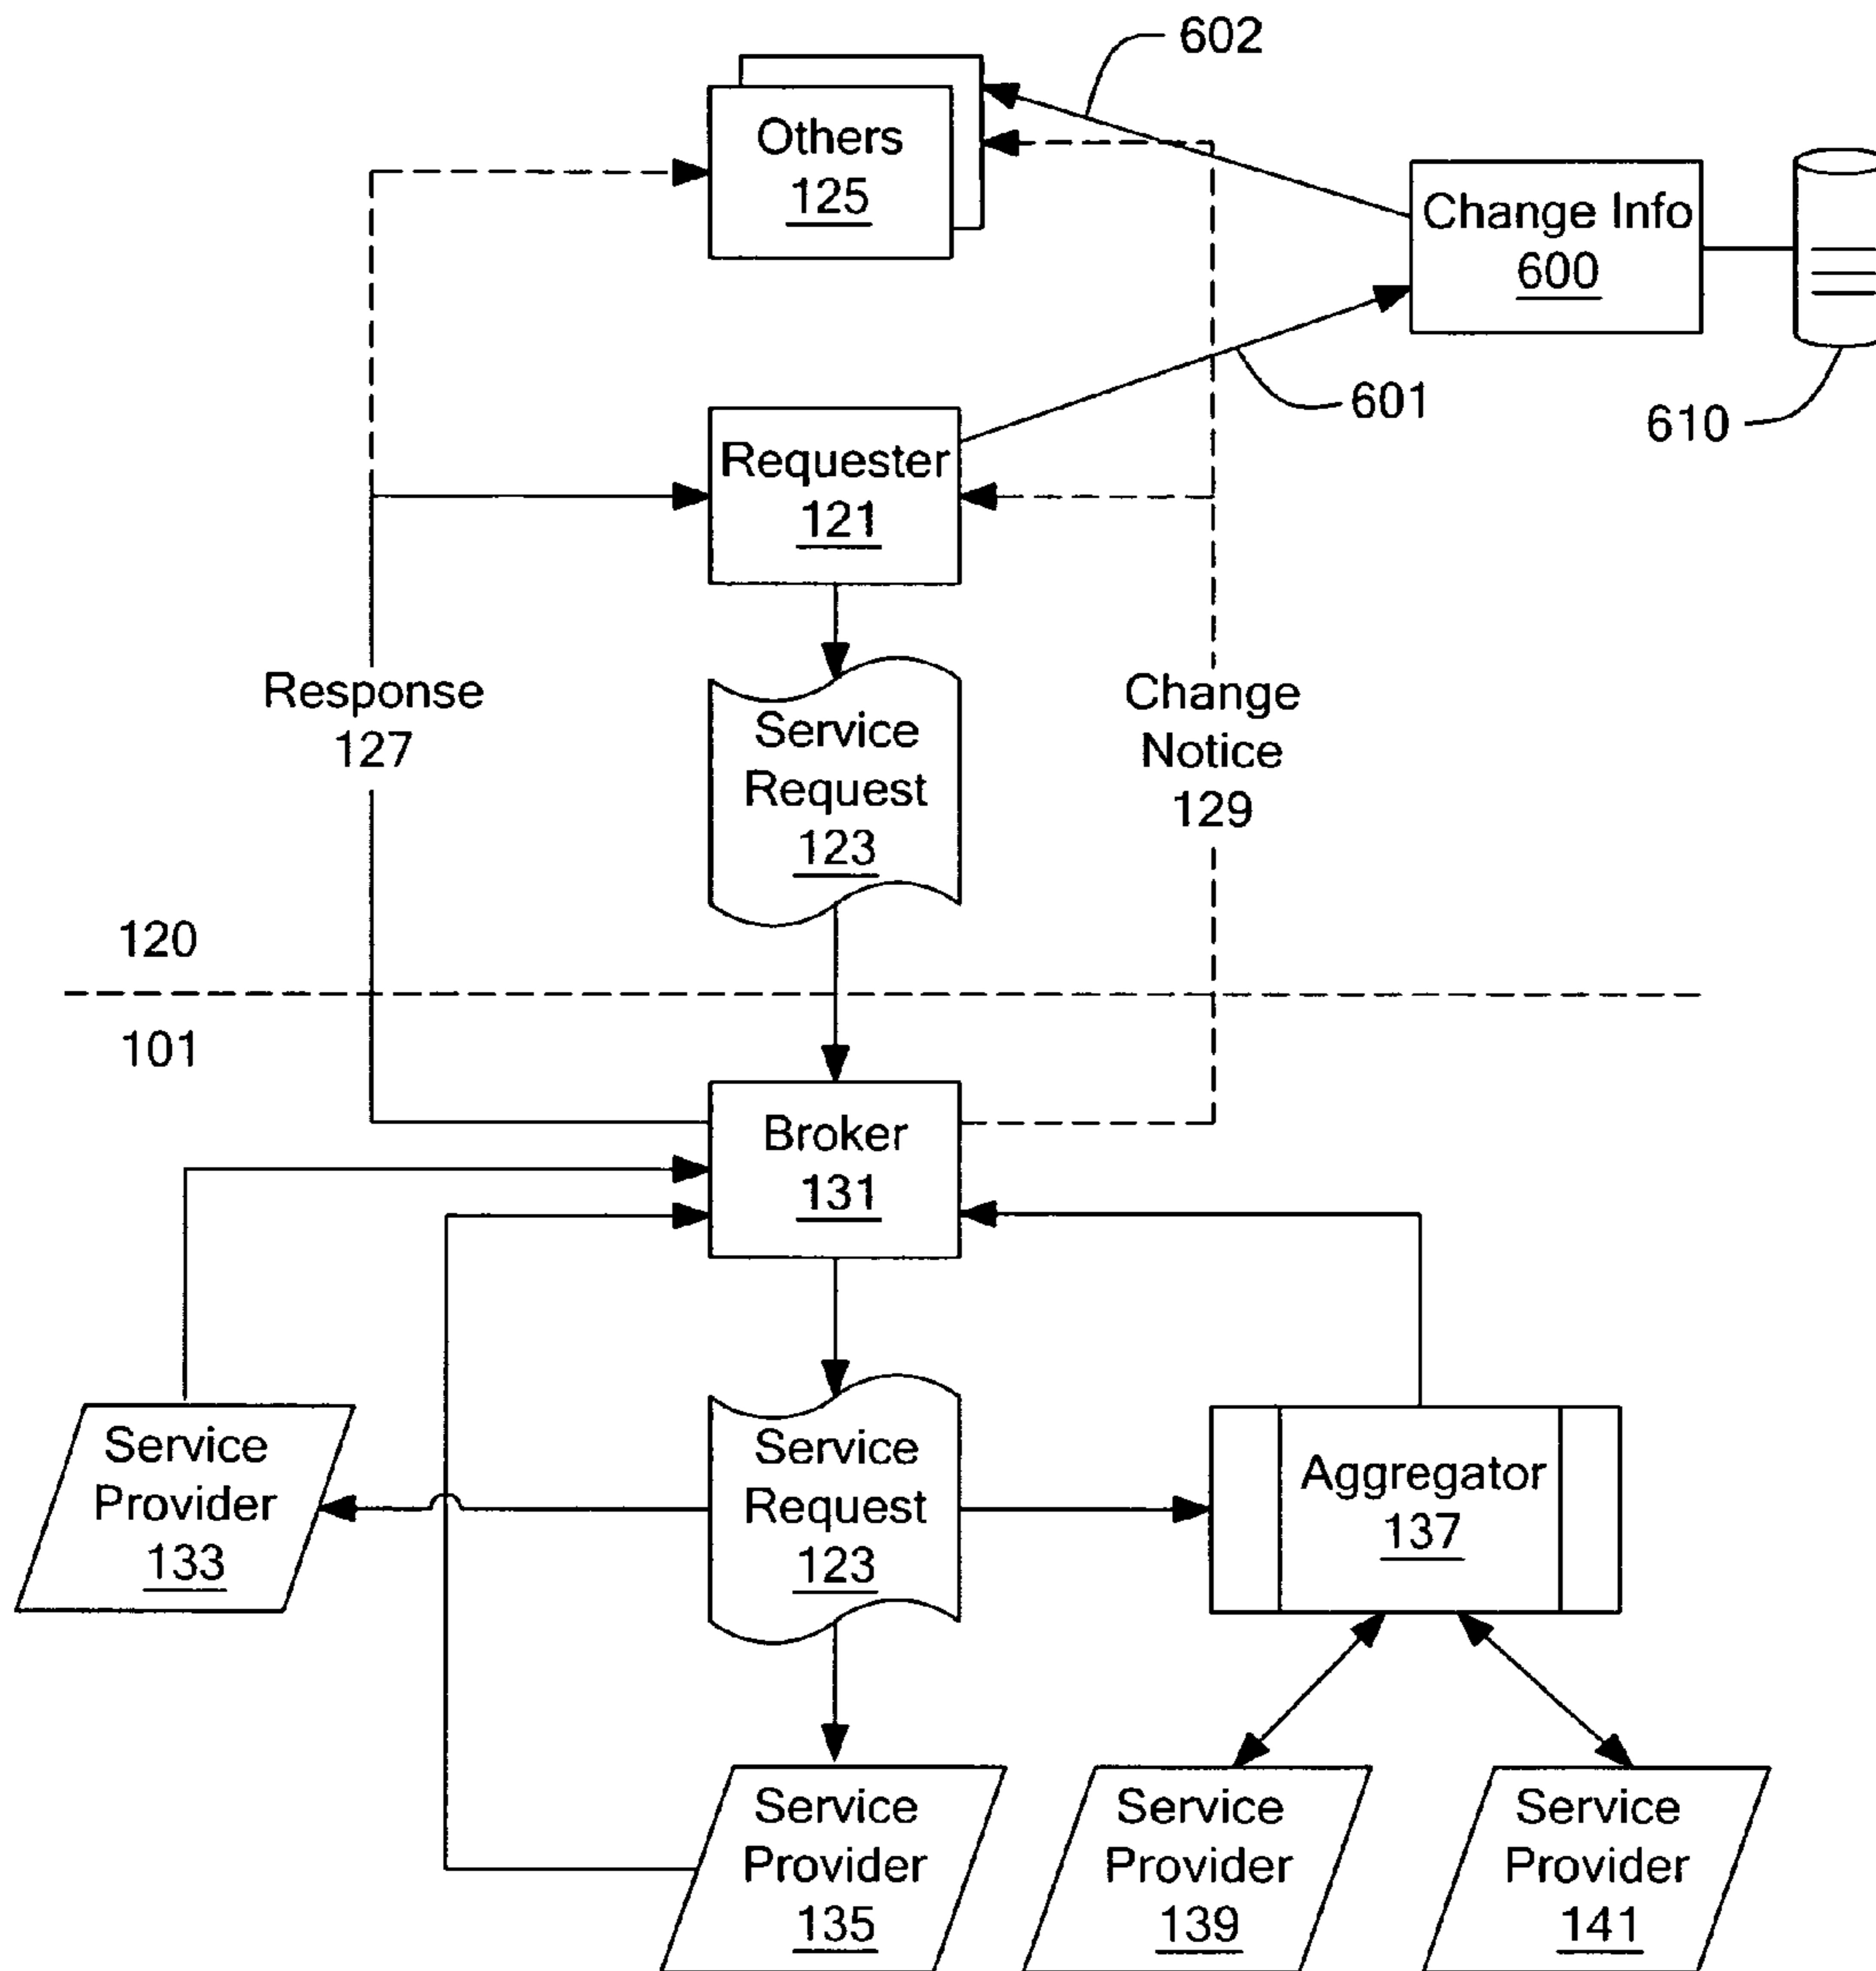 602
Others
125
Change Info
600
601
610
Requester
121
Response
127
Service
Request
123
Change
Notice
129
120
101
Broker
131
Service
Provider
133
Service
Request
123
Aggregator
137
Service
Provider
135
Service
Provider
139
Service
Provider
141